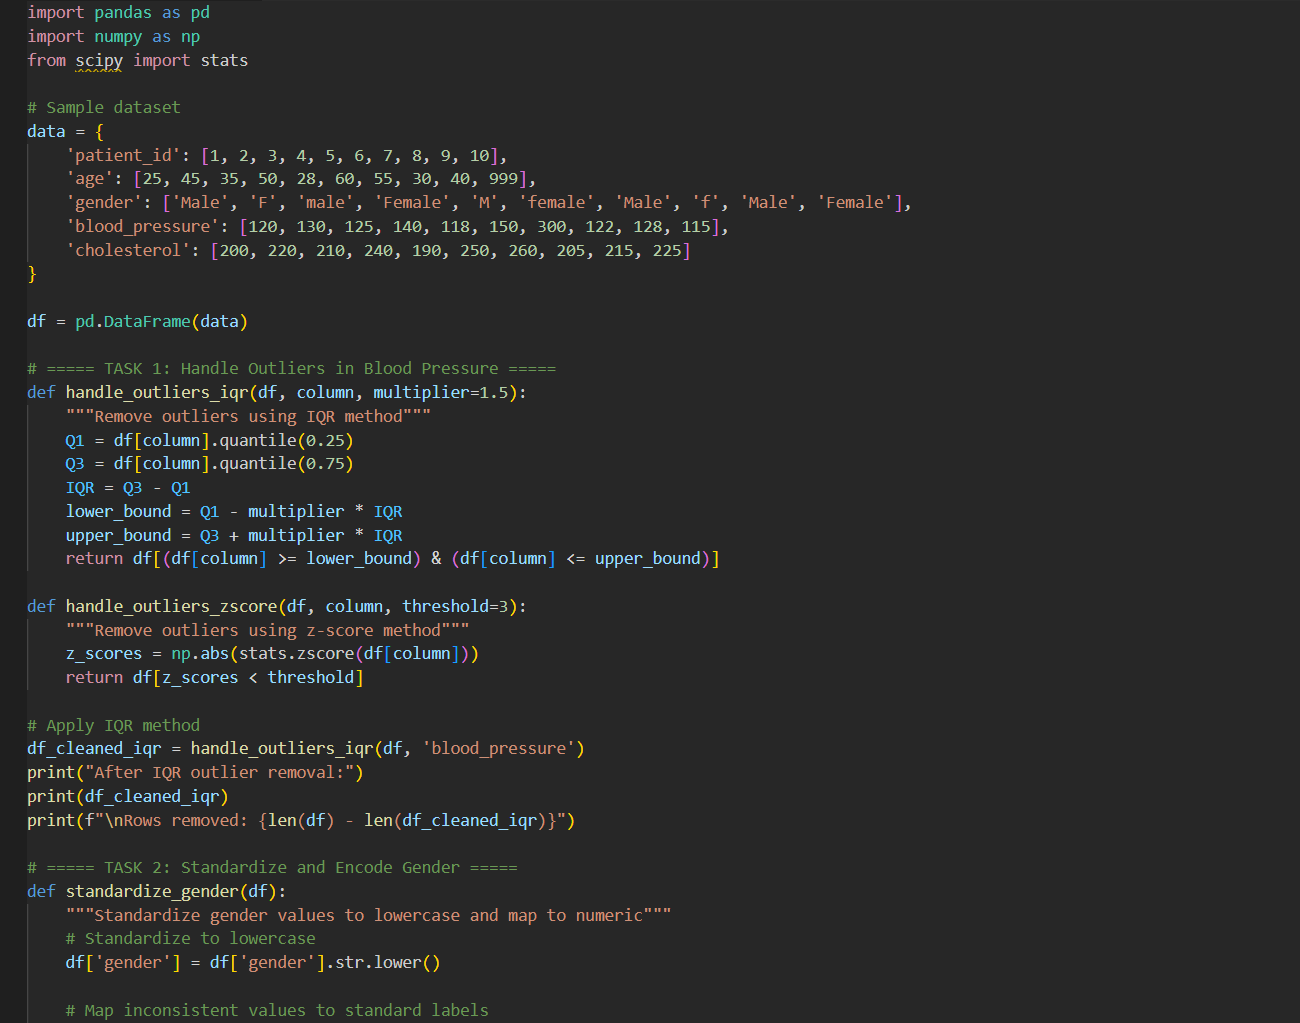 import pandas as pd
import numpy as np
from scipy import stats
# Sample dataset
data = {
    'patient_id': [1, 2, 3, 4, 5, 6, 7, 8, 9, 10],
    'age': [25, 45, 35, 50, 28, 60, 55, 30, 40, 999],
    'gender': ['Male', 'F', 'male', 'Female', 'M', 'female', 'Male', 'f', 'Male', 'Female'],
    'blood_pressure': [120, 130, 125, 140, 118, 150, 300, 122, 128, 115],
    'cholesterol': [200, 220, 210, 240, 190, 250, 260, 205, 215, 225]
}
df = pd.DataFrame(data)
# ===== TASK 1: Handle Outliers in Blood Pressure =====
def handle_outliers_iqr(df, column, multiplier=1.5):
    """Remove outliers using IQR method"""
    Q1 = df[column].quantile(0.25)
    Q3 = df[column].quantile(0.75)
    IQR = Q3 - Q1
    lower_bound = Q1 - multiplier * IQR
    upper_bound = Q3 + multiplier * IQR
    return df[(df[column] >= lower_bound) & (df[column] <= upper_bound)]
def handle_outliers_zscore(df, column, threshold=3):
    """Remove outliers using z-score method"""
    z_scores = np.abs(stats.zscore(df[column]))
    return df[z_scores < threshold]
# Apply IQR method
df_cleaned_iqr = handle_outliers_iqr(df, 'blood_pressure')
print("After IQR outlier removal:")
print(df_cleaned_iqr)
print(f"\nRows removed: {len(df) - len(df_cleaned_iqr)}")
# ===== TASK 2: Standardize and Encode Gender =====
def standardize_gender(df):
    """Standardize gender values to lowercase and map to numeric"""
    # Standardize to lowercase
    df['gender'] = df['gender'].str.lower()
    # Map inconsistent values to standard labels